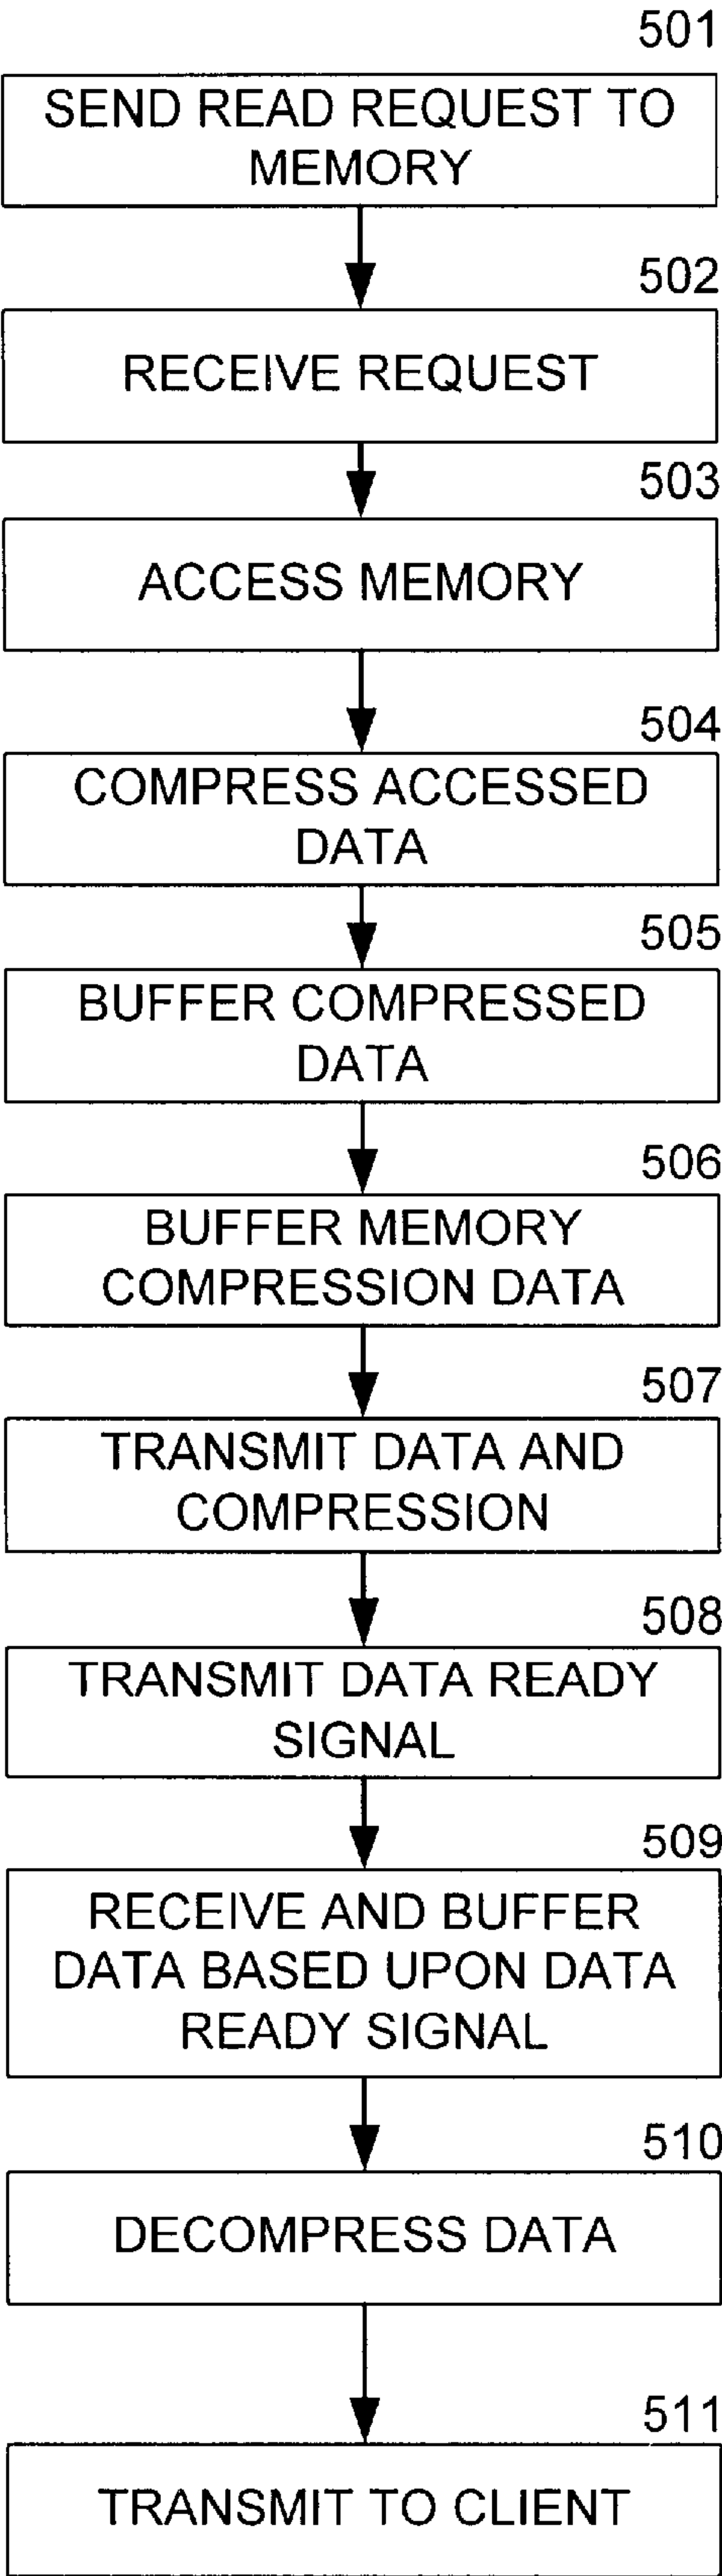 501
SEND READ REQUEST TO
MEMORY
502
RECEIVE REQUEST
503
ACCESS MEMORY
504
COMPRESS ACCESSED
DATA
505
BUFFER COMPRESSED
DATA
506
BUFFER MEMORY
COMPRESSION DATA
507
TRANSMIT DATA AND
COMPRESSION
508
TRANSMIT DATA READY
SIGNAL
509
RECEIVE AND BUFFER
DATA BASED UPON DATA
READY SIGNAL
510
DECOMPRESS DATA
511
TRANSMIT TO CLIENT